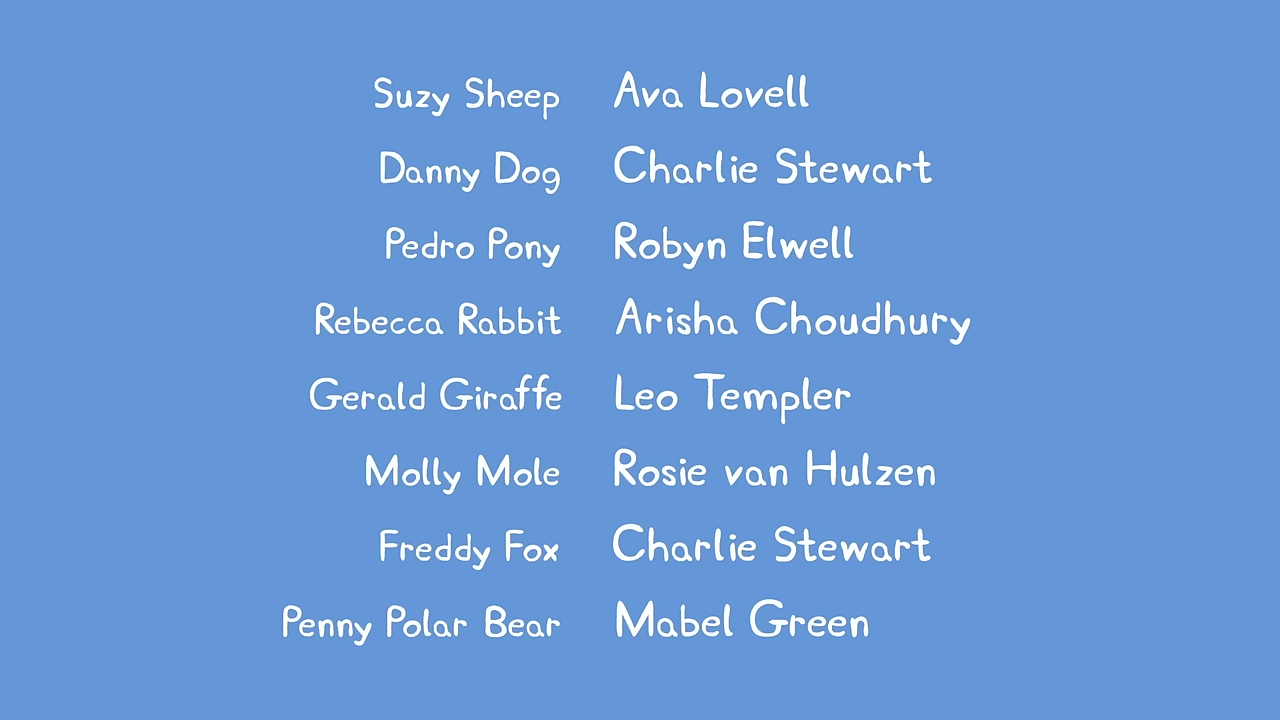 Suzy Sheep Ava Lovell
Danny Dog Charlie Stewart
Pedro Pony Robyn Elwell
Rebecca Rabbit Arisha Choudhury
Gerald Giraffe Leo Templer
Molly Mole Rosie van Hulzen
Freddy Fox Charlie Stewart
Penny Polar Bear Mabel Green